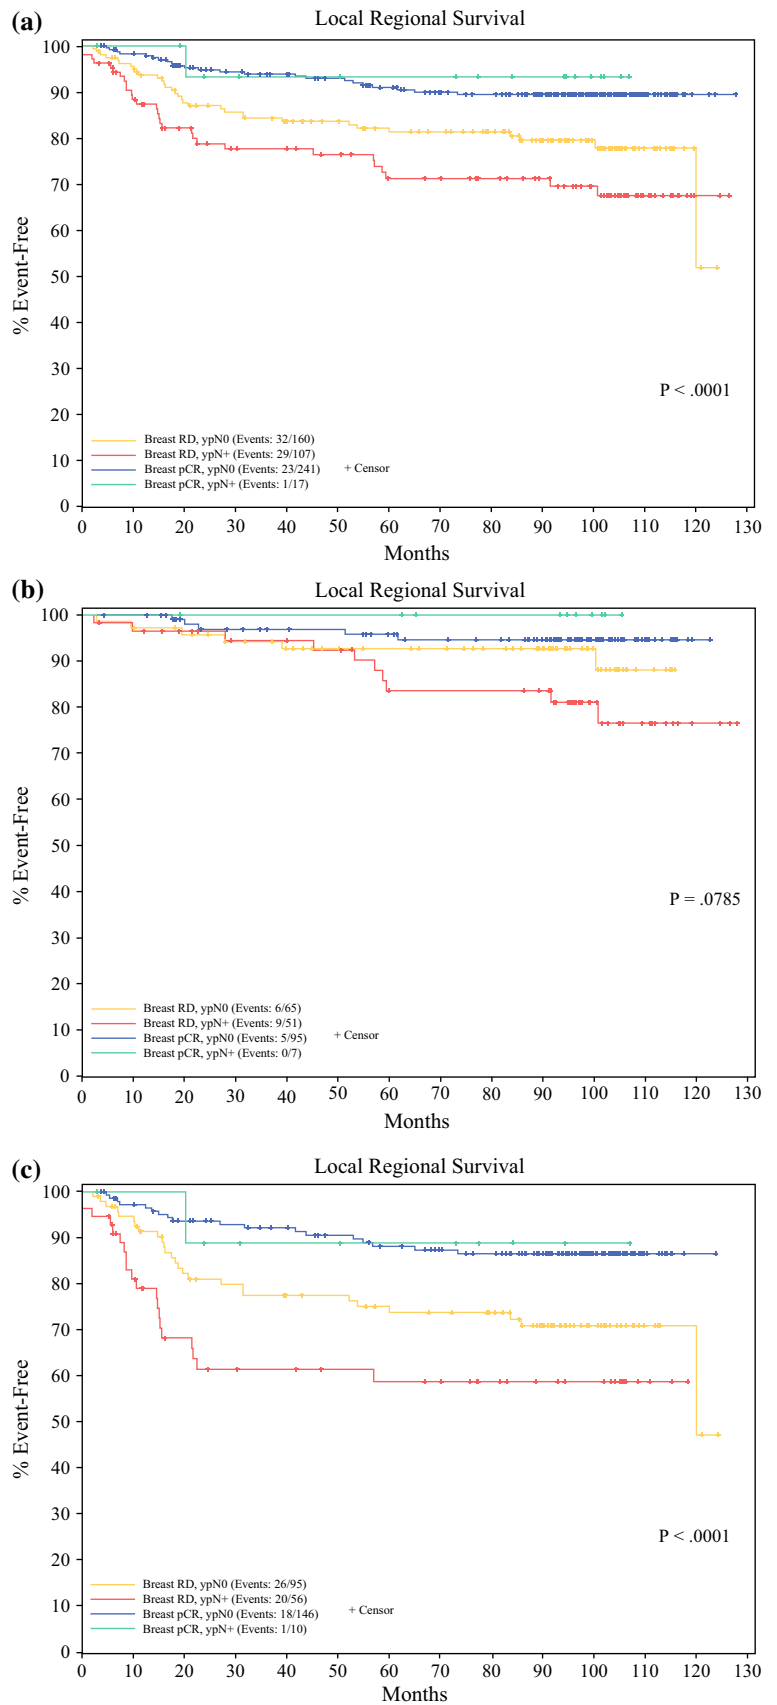 (a)
Local Regional Survival
100
90
80
70
60
50
40
30
20
10
0
% Event-Free
P < .0001
Breast RD, ypN0 (Events: 32/160)
Breast RD, ypN+ (Events: 29/107)
Breast pCR, ypN0 (Events: 23/241)
+ Censor
Breast pCR, ypN+ (Events: 1/17)
0 10 20 30 40 50 60 70 80 90 100 110 120 130
Months
(b)
Local Regional Survival
100
90
80
70
60
50
40
30
20
10
0
% Event-Free
P = .0785
Breast RD, ypN0 (Events: 6/65)
Breast RD, ypN+ (Events: 9/51)
Breast pCR, ypN0 (Events: 5/95)
+ Censor
Breast pCR, ypN+ (Events: 0/7)
0 10 20 30 40 50 60 70 80 90 100 110 120 130
Months
(c)
Local Regional Survival
100
90
80
70
60
50
40
30
20
10
0
% Event-Free
P < .0001
Breast RD, ypN0 (Events: 26/95)
Breast RD, ypN+ (Events: 20/56)
Breast pCR, ypN0 (Events: 18/146)
+ Censor
Breast pCR, ypN+ (Events: 1/10)
0 10 20 30 40 50 60 70 80 90 100 110 120 130
Months